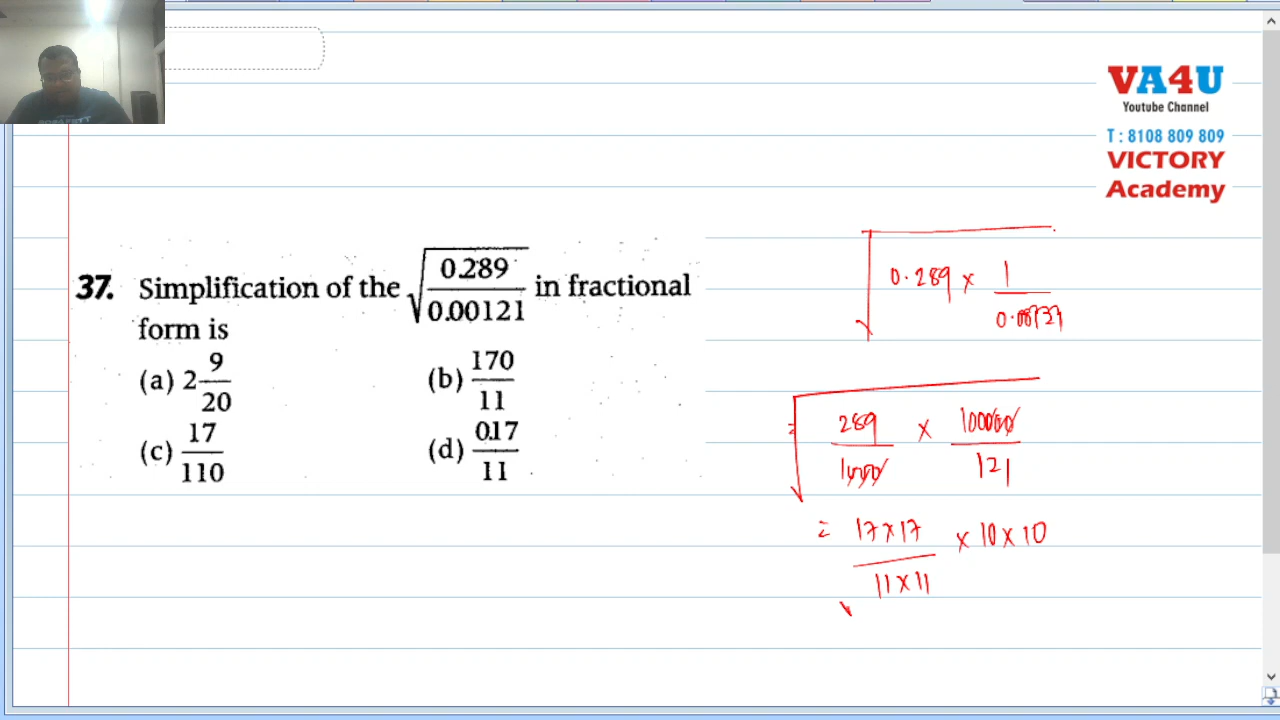 VA4U
Youtube Channel
T : 8108 809 809
VICTORY
Academy
37. Simplification of the √(0.289/0.00121) in fractional
form is
(a) 2 9/20 (b) 170/11
(c) 17/110 (d) 0.17/11
√(0.289 × 1/0.00121)
= √(289/1000 × 100000/121)
= √(17×17/11×11 × 10×10